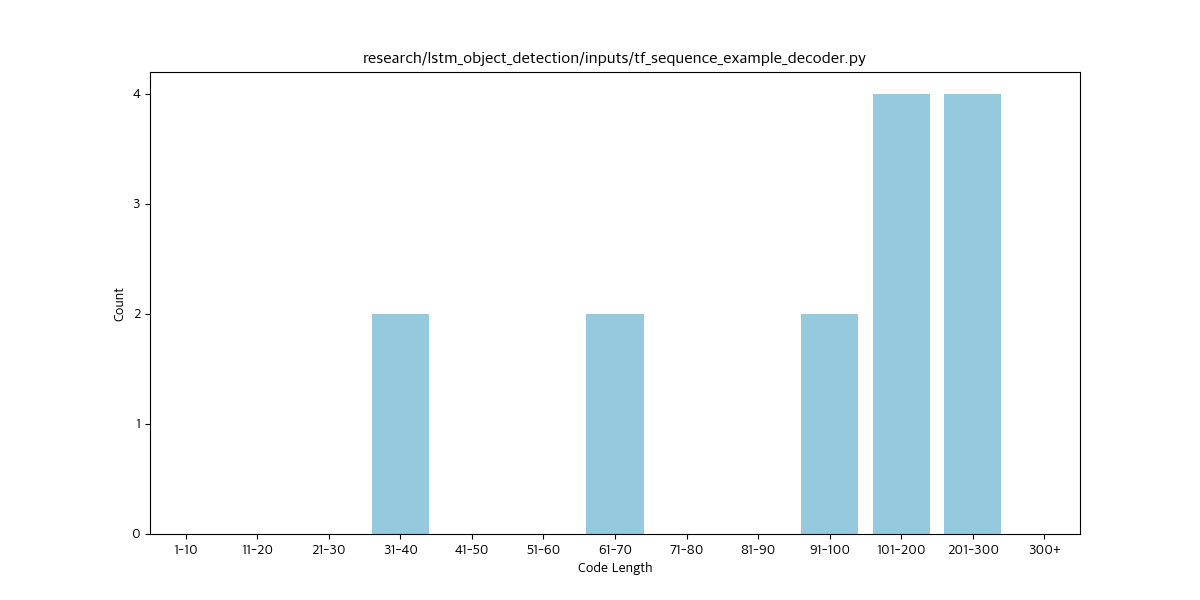 research/lstm_object_detection/inputs/tf_sequence_example_decoder.py
4
3
2
1
0
Count
1-10 11-20 21-30 31-40 41-50 51-60 61-70 71-80 81-90 91-100 101-200 201-300 300+
Code Length